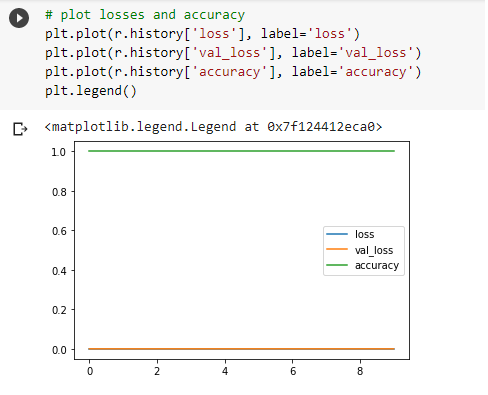 # plot losses and accuracy
plt.plot(r.history['loss'], label='loss')
plt.plot(r.history['val_loss'], label='val_loss')
plt.plot(r.history['accuracy'], label='accuracy')
plt.legend()
<matplotlib.legend.Legend at 0x7f124412eca0>
1.0
0.8
0.6
0.4
0.2
0.0
loss
val_loss
accuracy
0 2 4 6 8